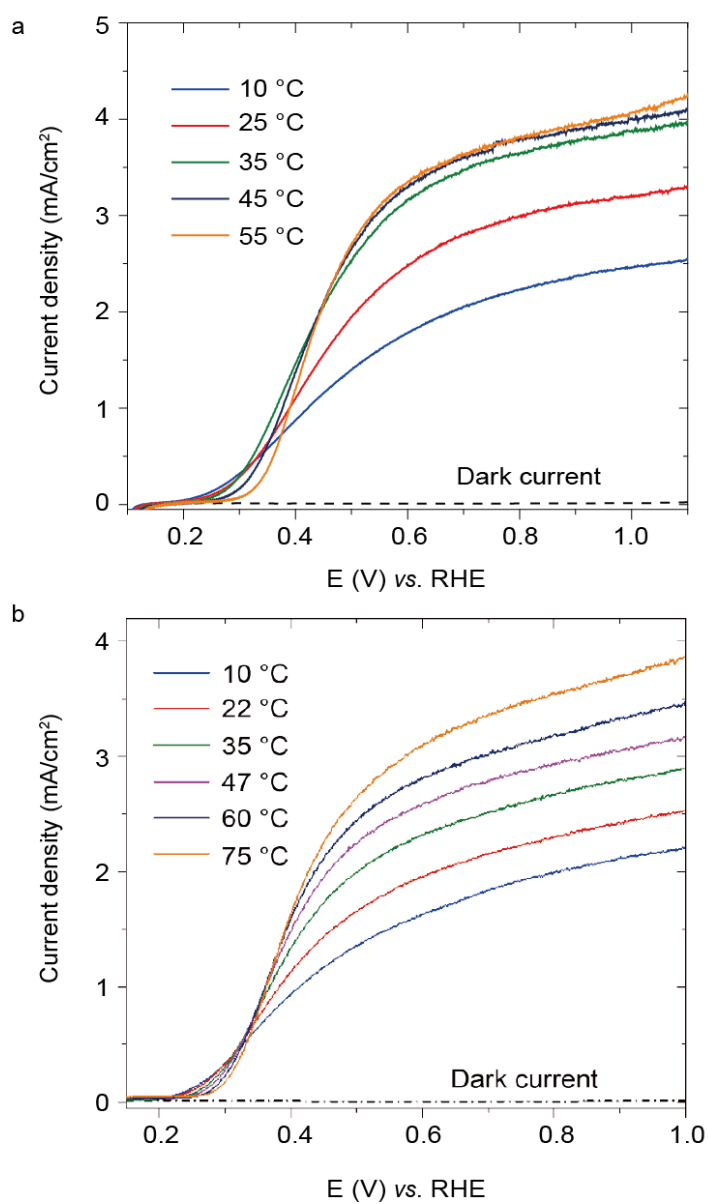 a
5
4
3
2
1
0
Current density (mA/cm²)
10 °C
25 °C
35 °C
45 °C
55 °C
Dark current
0.2 0.4 0.6 0.8 1.0
E (V) vs. RHE
b
4
3
2
1
0
Current density (mA/cm²)
10 °C
22 °C
35 °C
47 °C
60 °C
75 °C
Dark current
0.2 0.4 0.6 0.8 1.0
E (V) vs. RHE